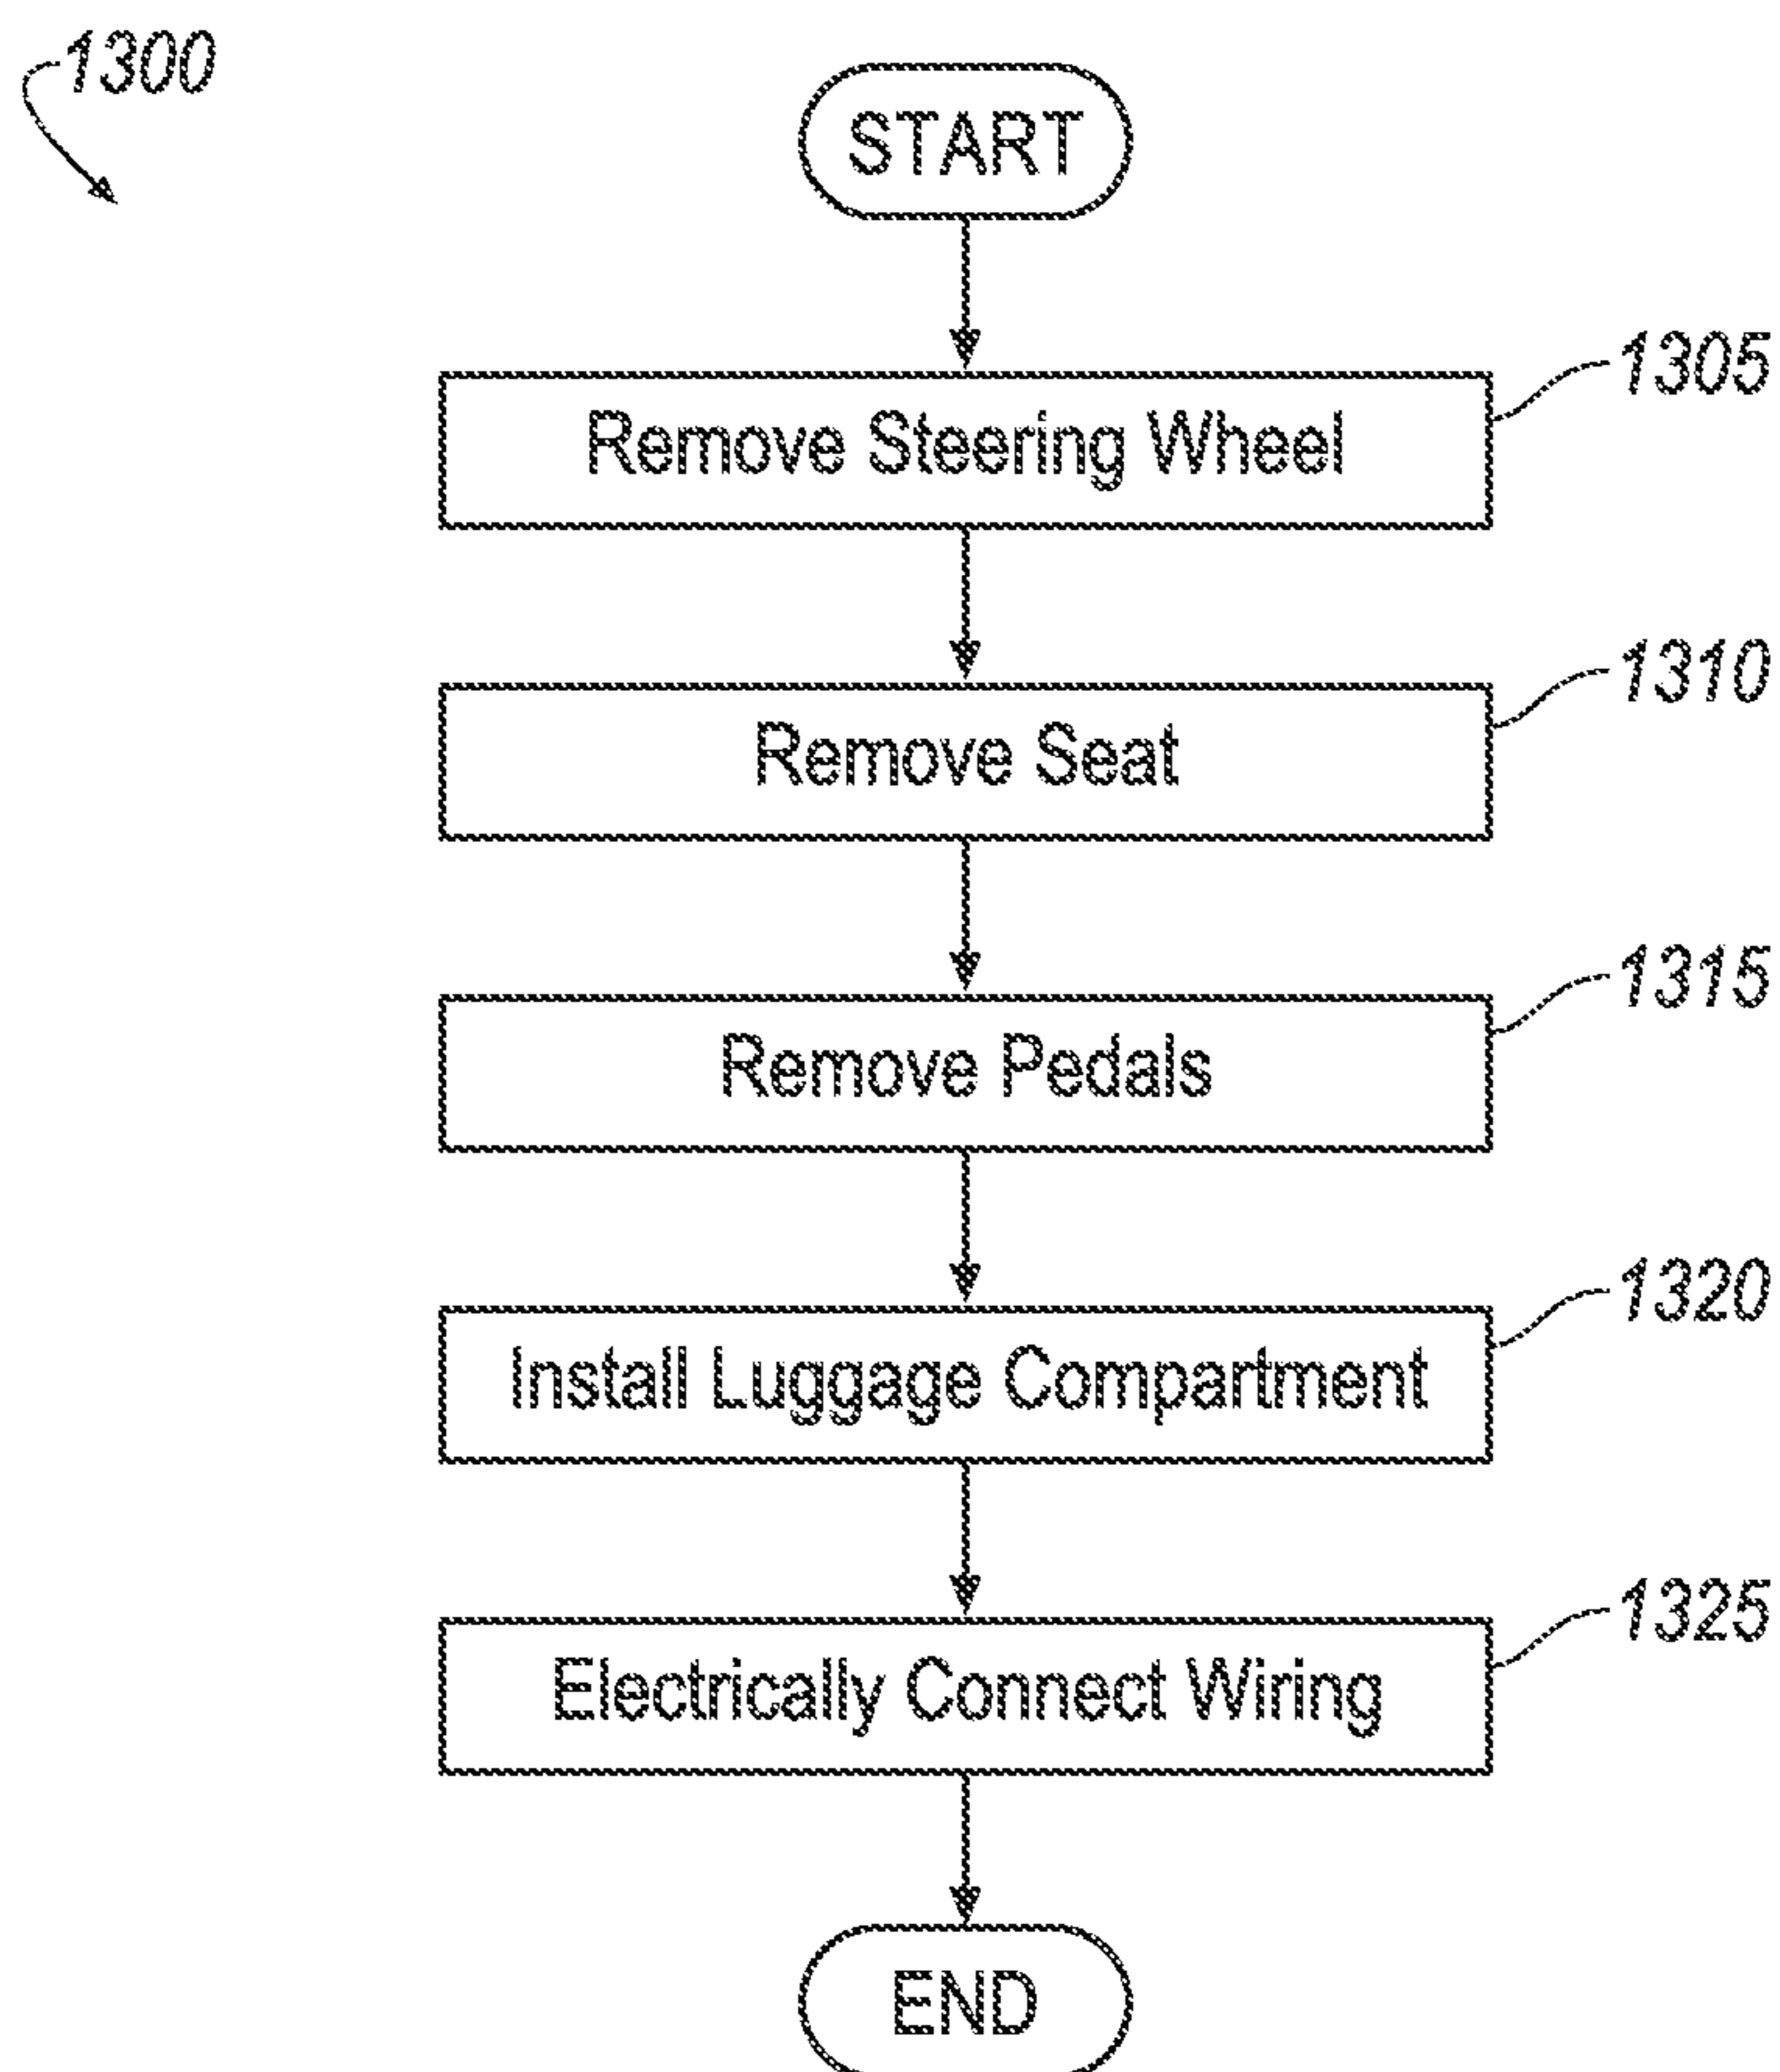 1300
START
Remove Steering Wheel
1305
Remove Seat
1310
Remove Pedals
1315
Install Luggage Compartment
1320
Electrically Connect Wiring
1325
END